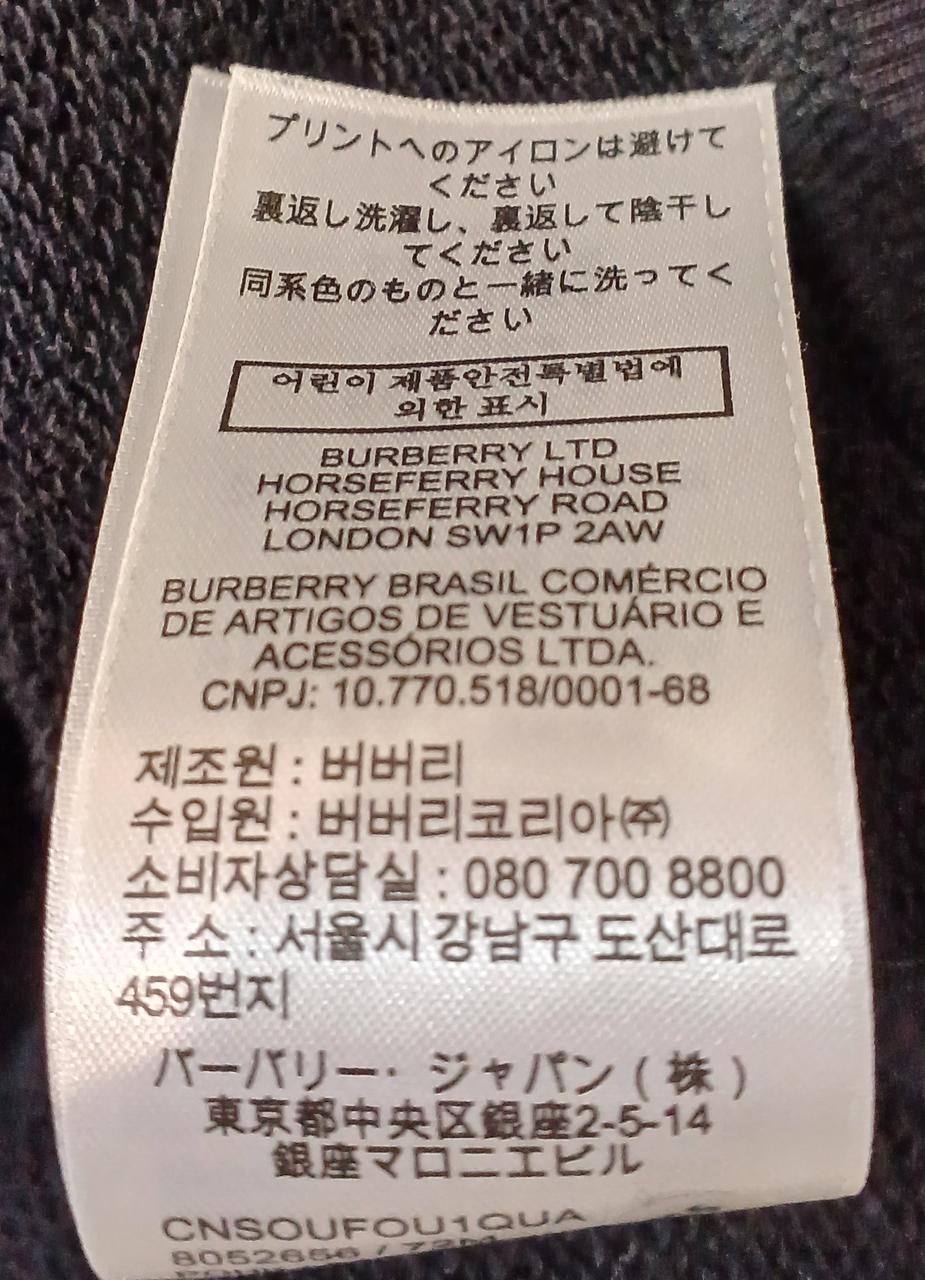 プリントへのアイロンは避けて
ください
裏返し洗濯し、裏返して陰干し
てください
同系色のものと一緒に洗ってく
ださい
어린이 제품안전특별법에
의한 표시
BURBERRY LTD
HORSEFERRY HOUSE
HORSEFERRY ROAD
LONDON SW1P 2AW
BURBERRY BRASIL COMÉRCIO
DE ARTIGOS DE VESTUÁRIO E
ACESSÓRIOS LTDA.
CNPJ: 10.770.518/0001-68
제조원 : 버버리
수입원 : 버버리코리아㈜
소비자상담실 : 080 700 8800
주 소 : 서울시 강남구 도산대로
459번지
バーバリー・ジャパン ( 株 )
東京都中央区銀座2-5-14
銀座マロニエビル
CNSOUFOU1QUA
8052656 / 72M